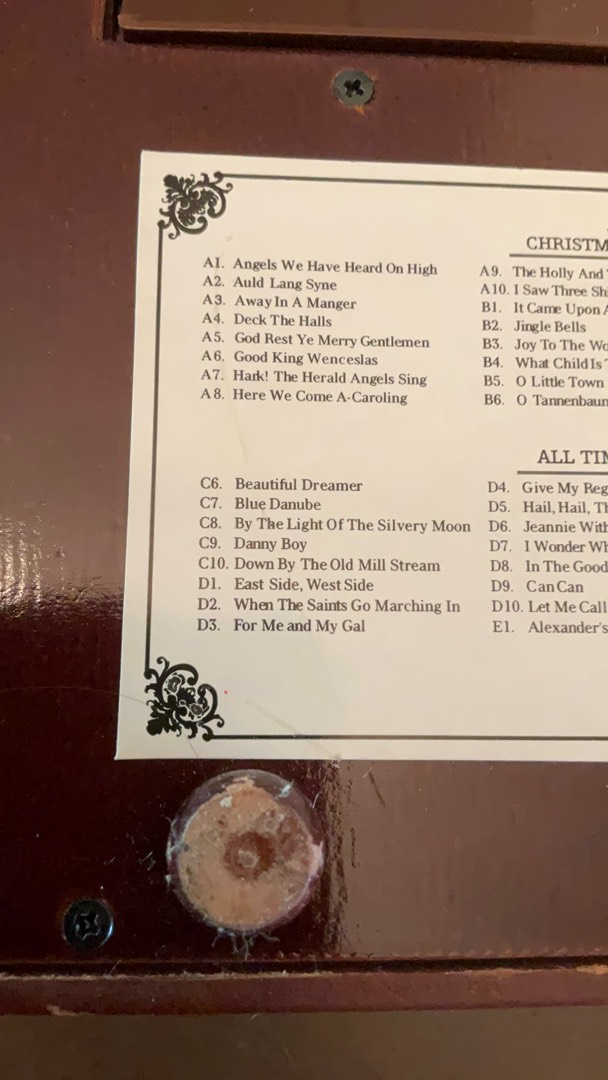 CHRISTM
A1. Angels We Have Heard On High
A2. Auld Lang Syne
A3. Away In A Manger
A4. Deck The Halls
A5. God Rest Ye Merry Gentlemen
A6. Good King Wenceslas
A7. Hark! The Herald Angels Sing
A8. Here We Come A-Caroling
A9. The Holly And
A10. I Saw Three Sh
B1. It Came Upon A
B2. Jingle Bells
B3. Joy To The Wo
B4. What Child Is
B5. O Little Town
B6. O Tannenbaum
ALL TIM
C6. Beautiful Dreamer
C7. Blue Danube
C8. By The Light Of The Silvery Moon
C9. Danny Boy
C10. Down By The Old Mill Stream
D1. East Side, West Side
D2. When The Saints Go Marching In
D3. For Me and My Gal
D4. Give My Reg
D5. Hail, Hail, Th
D6. Jeannie With
D7. I Wonder Wh
D8. In The Good
D9. Can Can
D10. Let Me Call
E1. Alexander's